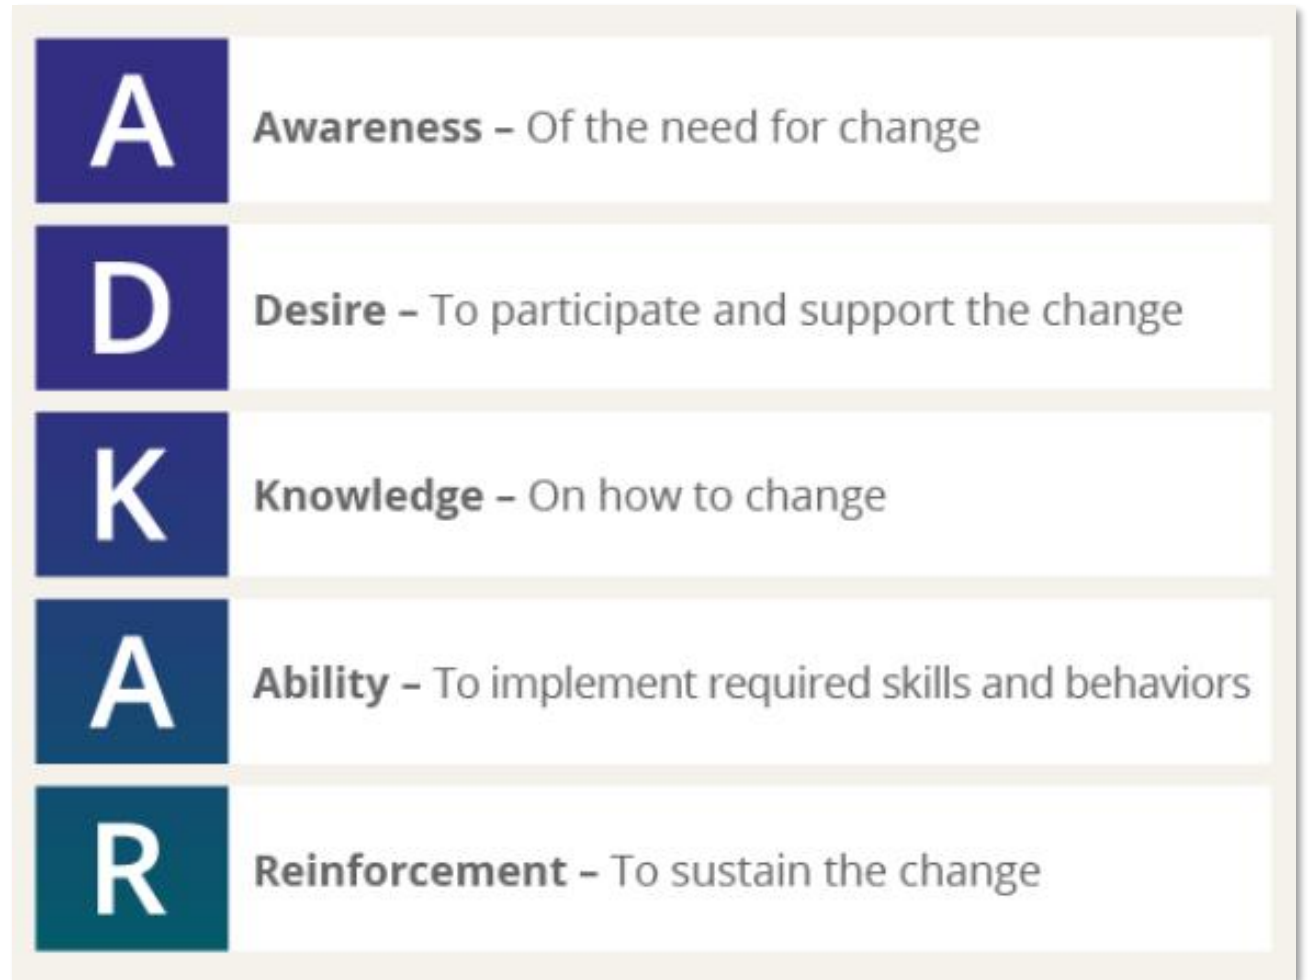 A
Awareness – Of the need for change
D
Desire – To participate and support the change
K
Knowledge – On how to change
A
Ability – To implement required skills and behaviors
R
Reinforcement – To sustain the change